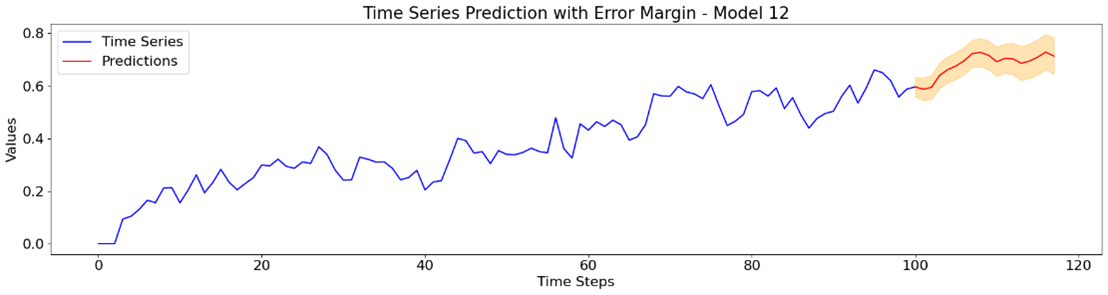 Time Series Prediction with Error Margin - Model 12
Time Series
Predictions
Values
0.8
0.6
0.4
0.2
0.0
0 20 40 60 80 100 120
Time Steps